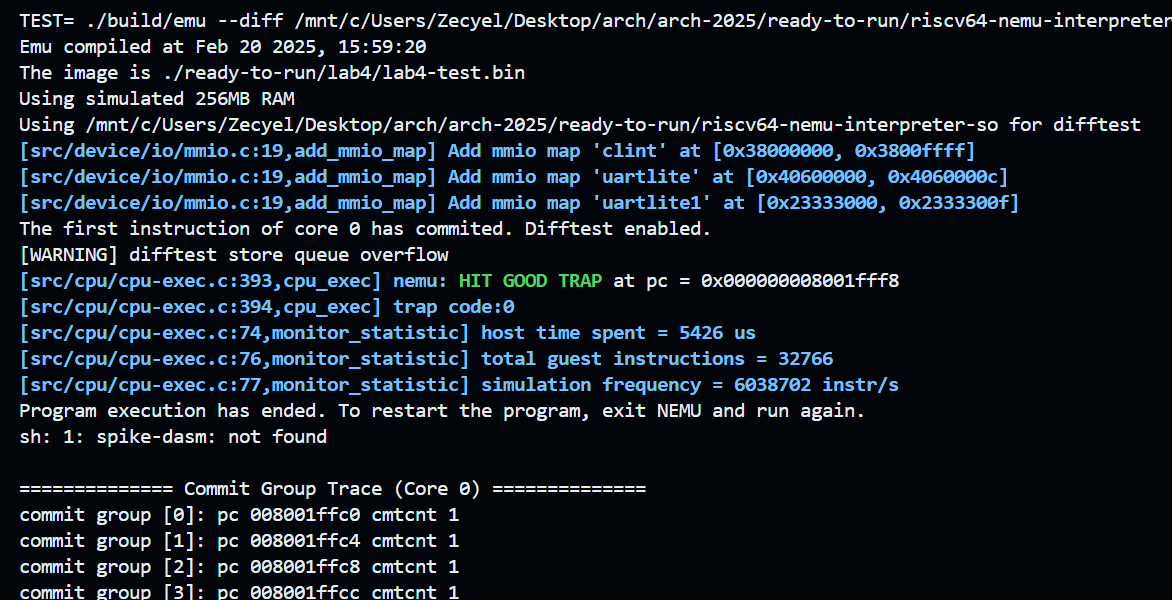 TEST= ./build/emu --diff /mnt/c/Users/Zecyel/Desktop/arch/arch-2025/ready-to-run/riscv64-nemu-interpreter
Emu compiled at Feb 20 2025, 15:59:20
The image is ./ready-to-run/lab4/lab4-test.bin
Using simulated 256MB RAM
Using /mnt/c/Users/Zecyel/Desktop/arch/arch-2025/ready-to-run/riscv64-nemu-interpreter-so for difftest
[src/device/io/mmio.c:19,add_mmio_map] Add mmio map 'clint' at [0x38000000, 0x3800ffff]
[src/device/io/mmio.c:19,add_mmio_map] Add mmio map 'uartlite' at [0x40600000, 0x4060000c]
[src/device/io/mmio.c:19,add_mmio_map] Add mmio map 'uartlite1' at [0x23333000, 0x2333300f]
The first instruction of core 0 has commited. Difftest enabled.
[WARNING] difftest store queue overflow
[src/cpu/cpu-exec.c:393,cpu_exec] nemu: HIT GOOD TRAP at pc = 0x000000008001fff8
[src/cpu/cpu-exec.c:394,cpu_exec] trap code:0
[src/cpu/cpu-exec.c:74,monitor_statistic] host time spent = 5426 us
[src/cpu/cpu-exec.c:76,monitor_statistic] total guest instructions = 32766
[src/cpu/cpu-exec.c:77,monitor_statistic] simulation frequency = 6038702 instr/s
Program execution has ended. To restart the program, exit NEMU and run again.
sh: 1: spike-dasm: not found
============== Commit Group Trace (Core 0) ==============
commit group [0]: pc 008001ffc0 cmtcnt 1
commit group [1]: pc 008001ffc4 cmtcnt 1
commit group [2]: pc 008001ffc8 cmtcnt 1
commit group [3]: pc 008001ffcc cmtcnt 1